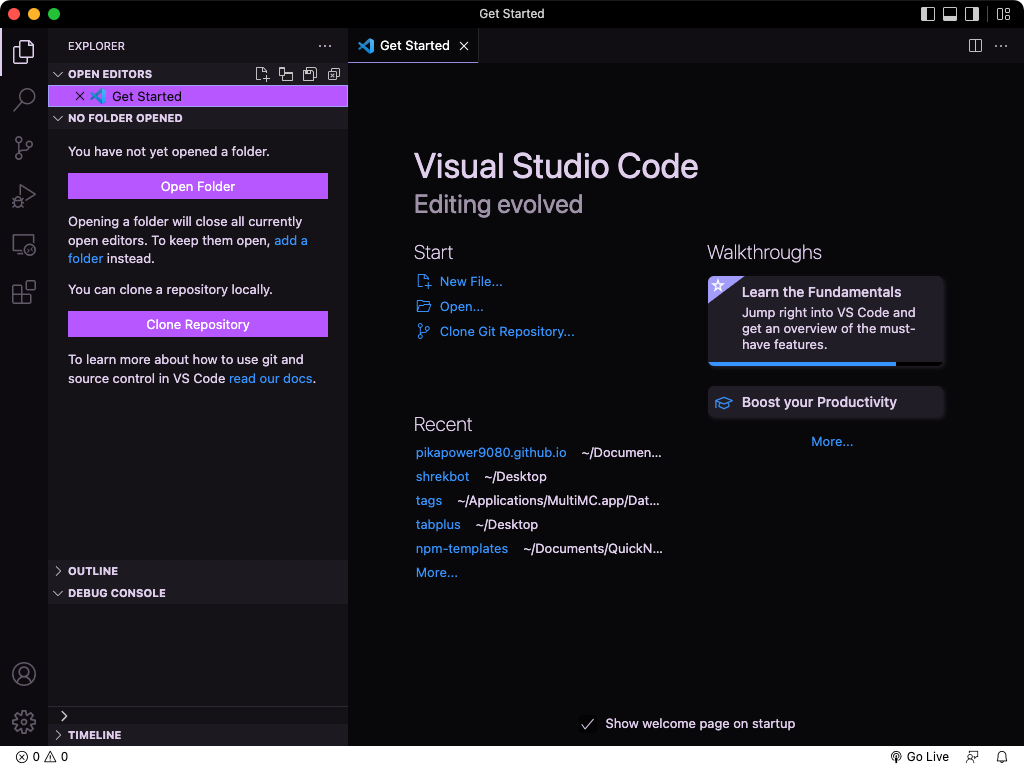 Get Started
EXPLORER
Get Started
OPEN EDITORS
Get Started
NO FOLDER OPENED
You have not yet opened a folder.
Open Folder
Opening a folder will close all currently
open editors. To keep them open, add a
folder instead.
You can clone a repository locally.
Clone Repository
To learn more about how to use git and
source control in VS Code read our docs.
OUTLINE
DEBUG CONSOLE
TIMELINE
Visual Studio Code
Editing evolved
Start
New File...
Open...
Clone Git Repository...
Recent
pikapower9080.github.io ~/Documen...
shrekbot ~/Desktop
tags ~/Applications/MultiMC.app/Dat...
tabplus ~/Desktop
npm-templates ~/Documents/QuickN...
More...
Walkthroughs
Learn the Fundamentals
Jump right into VS Code and
get an overview of the must-
have features.
Boost your Productivity
More...
Show welcome page on startup
0 0
Go Live